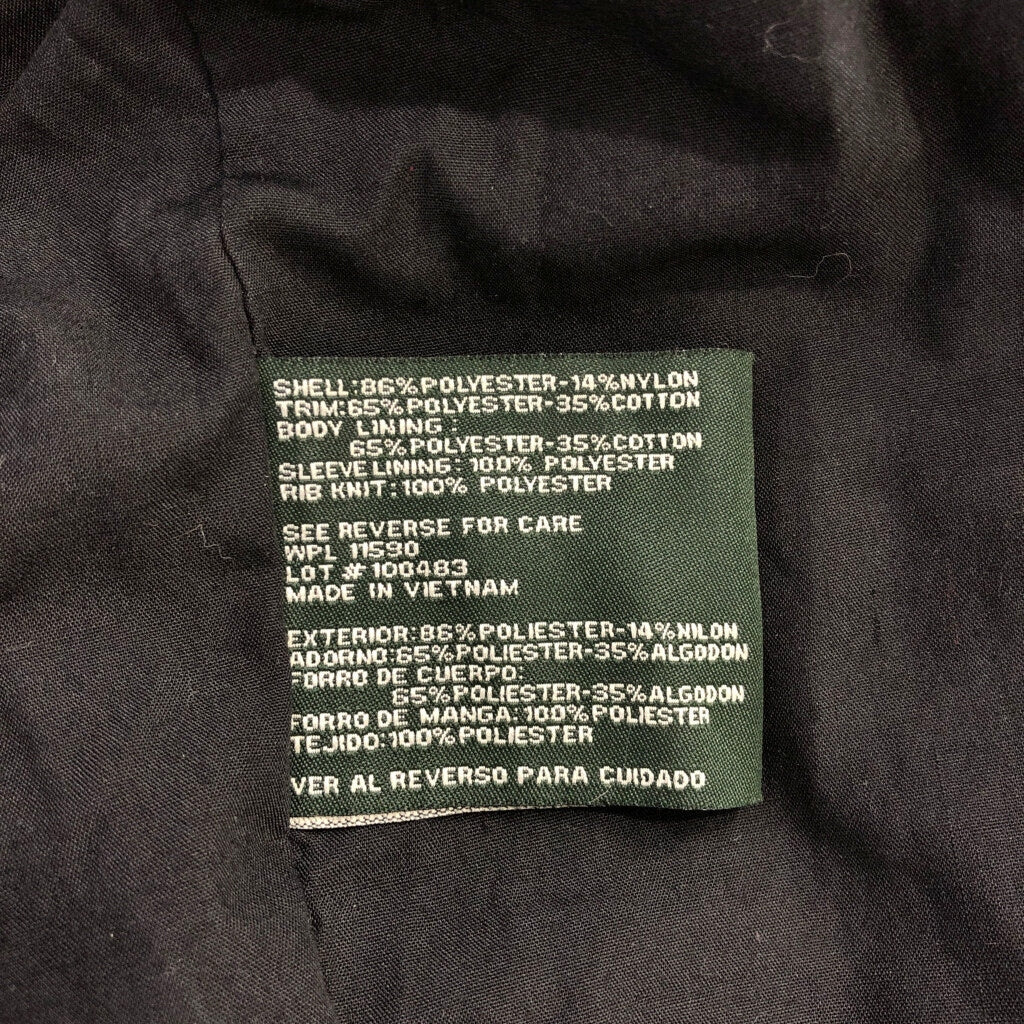 SHELL:86%POLYESTER-14%NYLON
TRIM:65%POLYESTER-35%COTTON
BODY LINING:
65%POLYESTER-35%COTTON
SLEEVE LINING: 100% POLYESTER
RIB KNIT:100% POLYESTER
SEE REVERSE FOR CARE
WPL 11590
LOT # 100483
MADE IN VIETNAM
EXTERIOR:86%POLIESTER-14%NILON
ADORNO:65%POLIESTER-35%ALGODON
FORRO DE CUERPO:
65%POLIESTER-35%ALGODON
FORRO DE MANGA:100%POLIESTER
TEJIDO:100%POLIESTER
VER AL REVERSO PARA CUIDADO